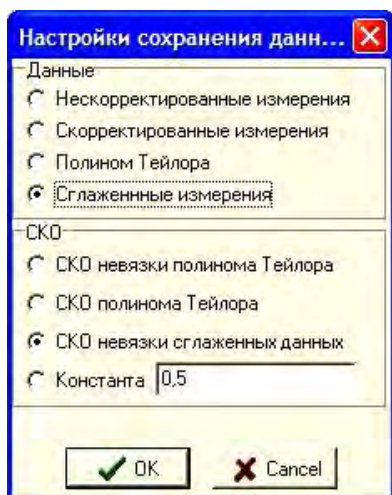 Настройки сохранения данн...
Данные
Нескорректированные измерения
Скорректированные измерения
Полином Тейлора
Сглаженнные измерения
СКО
СКО невязки полинома Тейлора
СКО полинома Тейлора
СКО невязки сглаженных данных
Константа 0,5
OK Cancel